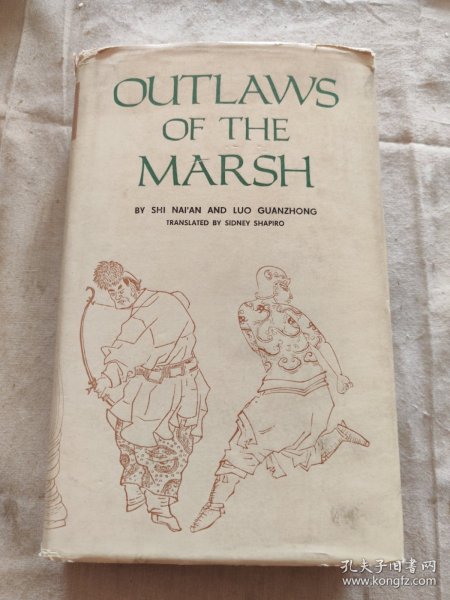 OUTLAWS
OF THE
MARSH
BY SHI NAI'AN AND LUO GUANZHONG
TRANSLATED BY SIDNEY SHAPIRO
孔夫子旧书网
www.kongfz.com